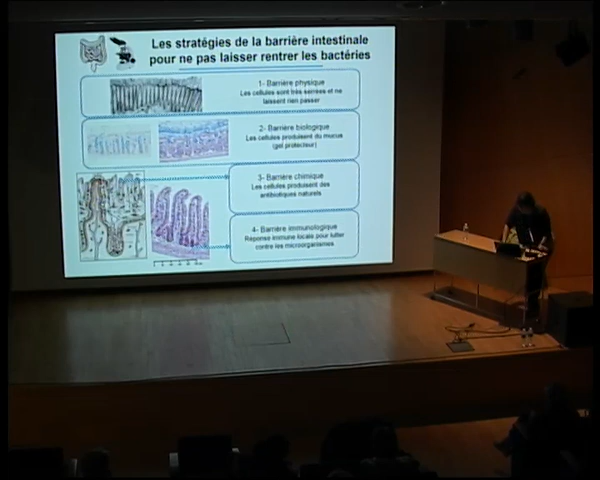 Les stratégies de la barrière intestinale
pour ne pas laisser rentrer les bactéries
1- Barrière physique
Les cellules sont très serrées et ne
laissent rien passer
2- Barrière biologique
Les cellules produisent du mucus
(gel protecteur)
3- Barrière chimique
Les cellules produisent des
antibiotiques naturels
4- Barrière immunologique
Réponse immune locale pour lutter
contre les microorganismes